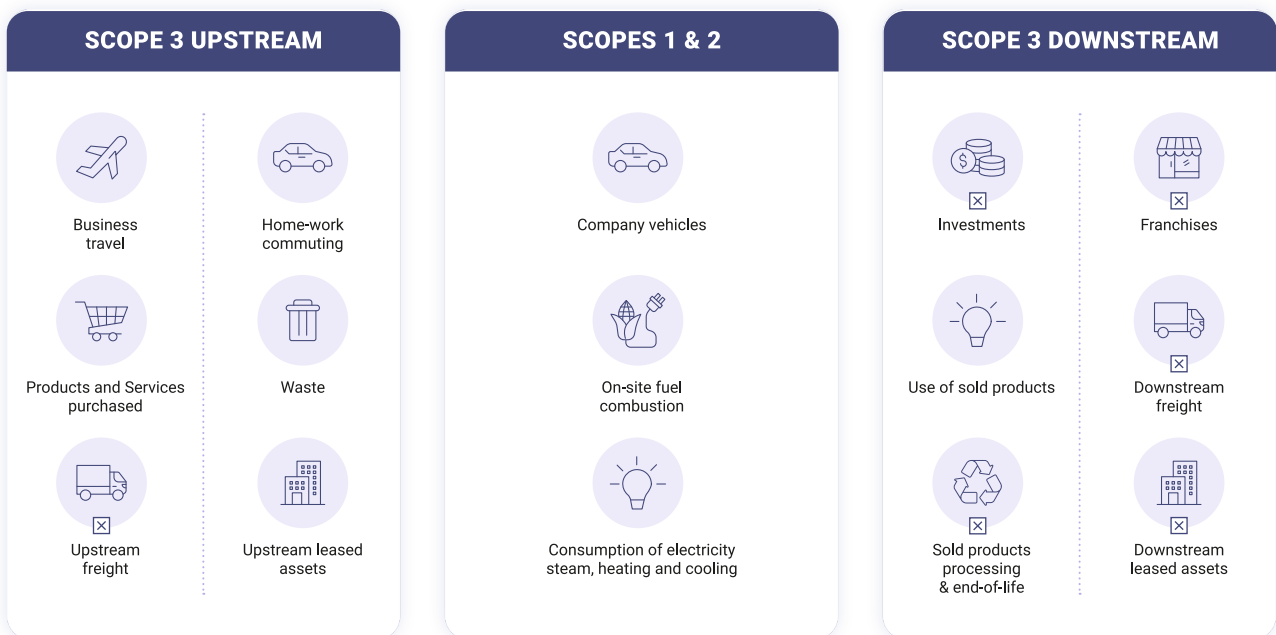 SCOPE 3 UPSTREAM
Business
travel
Home-work
commuting
Products and Services
purchased
Waste
Upstream
freight
Upstream leased
assets
SCOPES 1 & 2
Company vehicles
On-site fuel
combustion
Consumption of electricity
steam, heating and cooling
SCOPE 3 DOWNSTREAM
$
Investments
Franchises
Use of sold products
Downstream
freight
Sold products
processing
& end-of-life
Downstream
leased assets